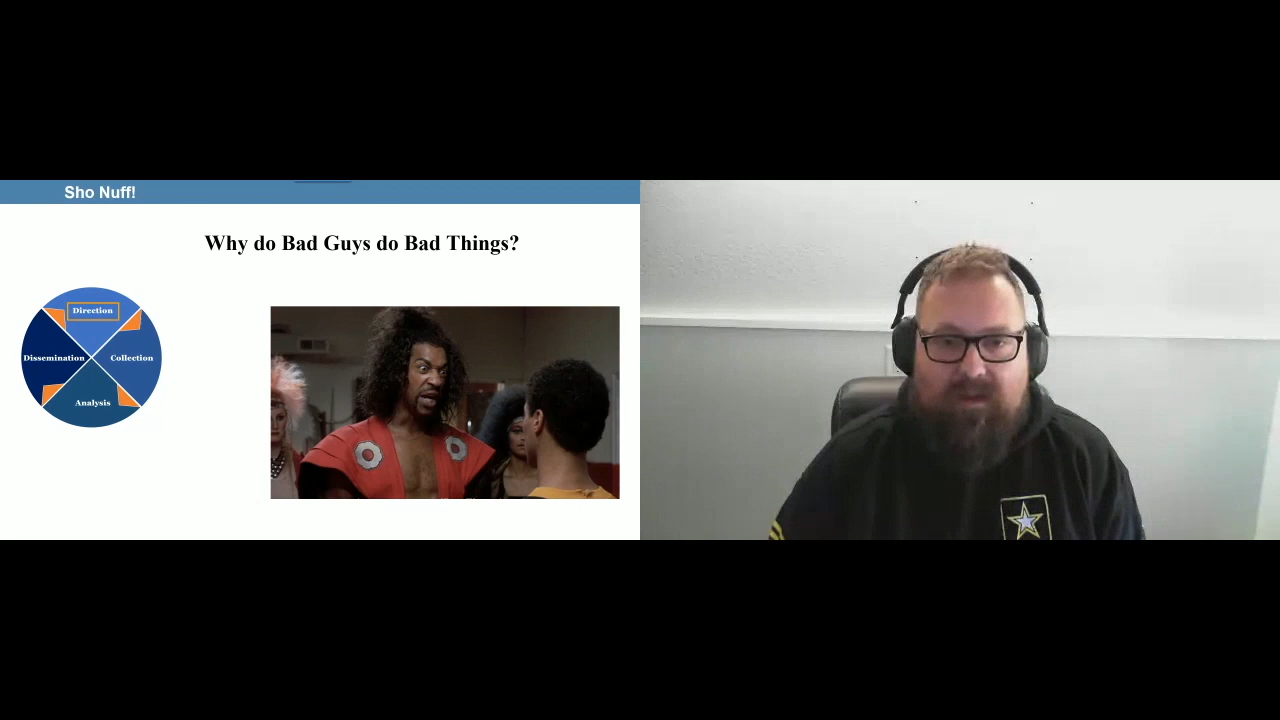 Sho Nuff!
Why do Bad Guys do Bad Things?
Direction
Dissemination
Collection
Analysis